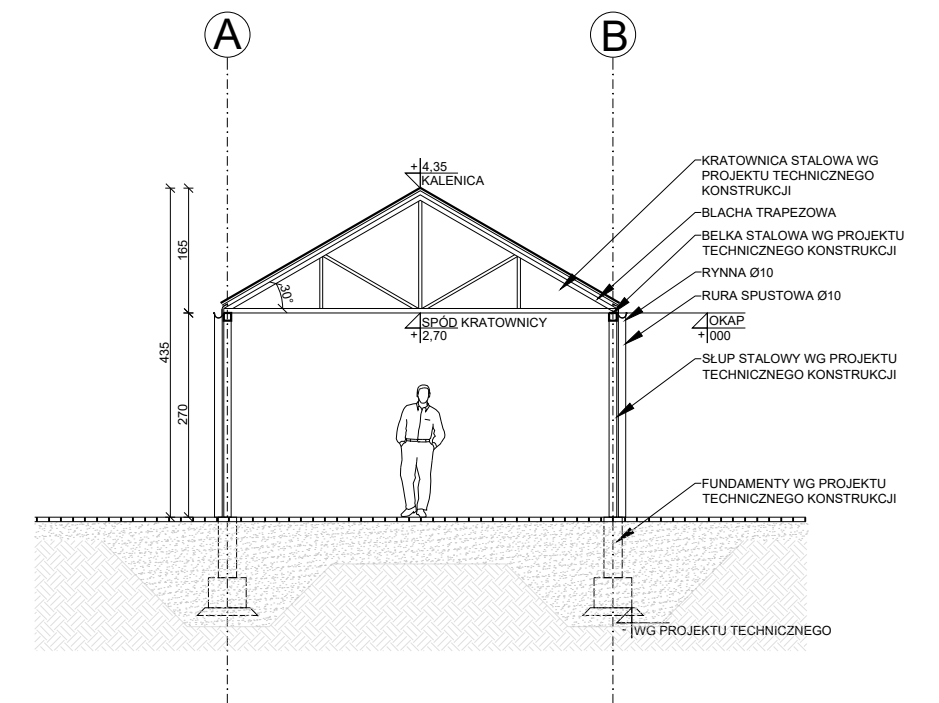 A
B
+ 4,35
KALENICA
KRATOWNICA STALOWA WG
PROJEKTU TECHNICZNEGO
KONSTRUKCJI
BLACHA TRAPEZOWA
BELKA STALOWA WG PROJEKTU
TECHNICZNEGO KONSTRUKCJI
RYNNA Ø10
RURA SPUSTOWA Ø10
165
30°
SPÓD KRATOWNICY
+ 2,70
OKAP
+ 000
435
270
SŁUP STALOWY WG PROJEKTU
TECHNICZNEGO KONSTRUKCJI
FUNDAMENTY WG PROJEKTU
TECHNICZNEGO KONSTRUKCJI
- WG PROJEKTU TECHNICZNEGO